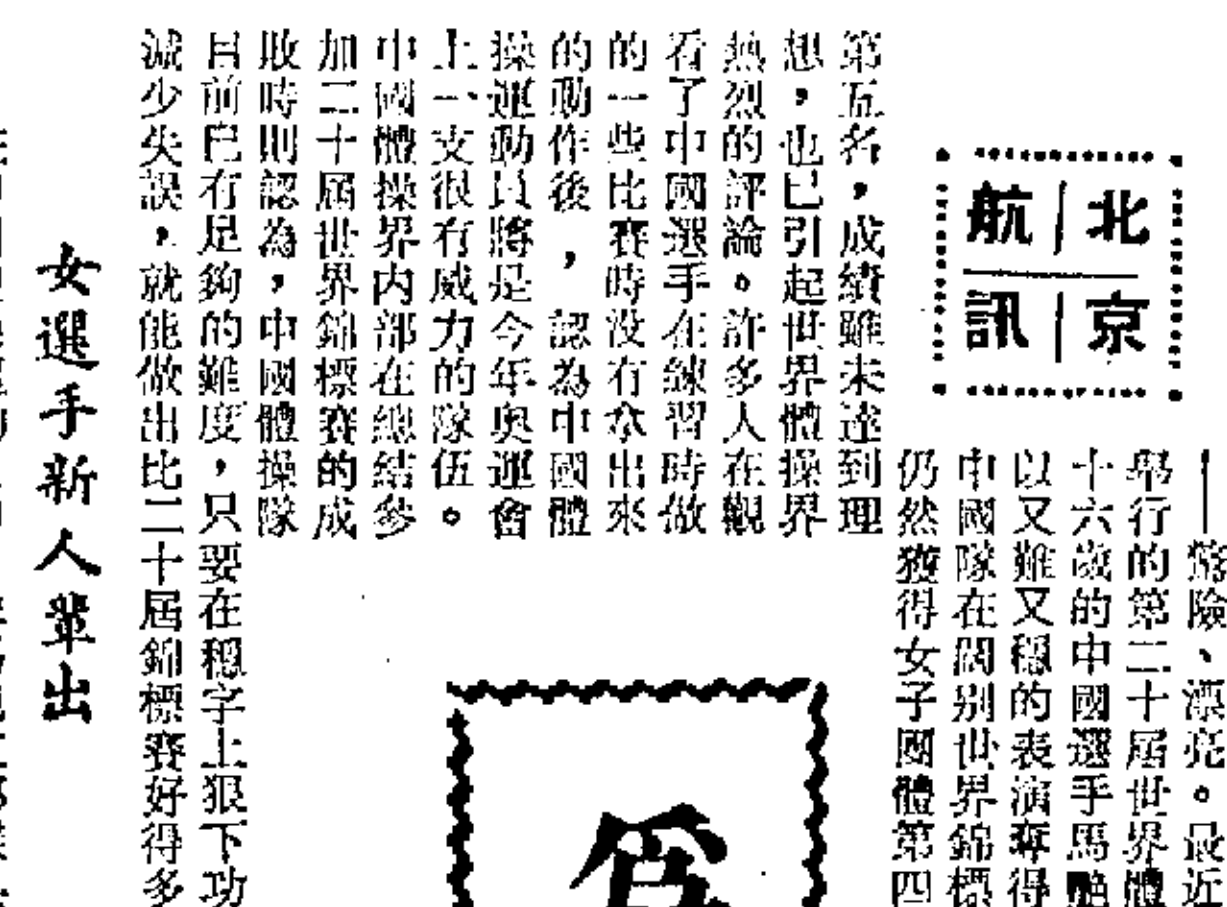 北京
航訊
——驚險、漂亮。最近
舉行的第二十屆世界體
十六歲的中國選手馬艷
以又難又穩的表演奪得
中國隊在闊别世界錦標
仍然獲得女子團體第四
第五名，成績雖未達到理
想，也已引起世界體操界
熱烈的評論。許多人在觀
看了中國選手在練習時做
的一些比賽時没有拿出來
的動作後，認為中國體
操運動員將是今年奥運會
上一支很有威力的隊伍。
中國體操界内部在總結參
加二十屆世界錦標賽的成
敗時則認為，中國體操隊
目前已有足夠的難度，只要在穩字上狠下功
減少失誤，就能做出比二十屆錦標賽好得多
女選手新人輩出